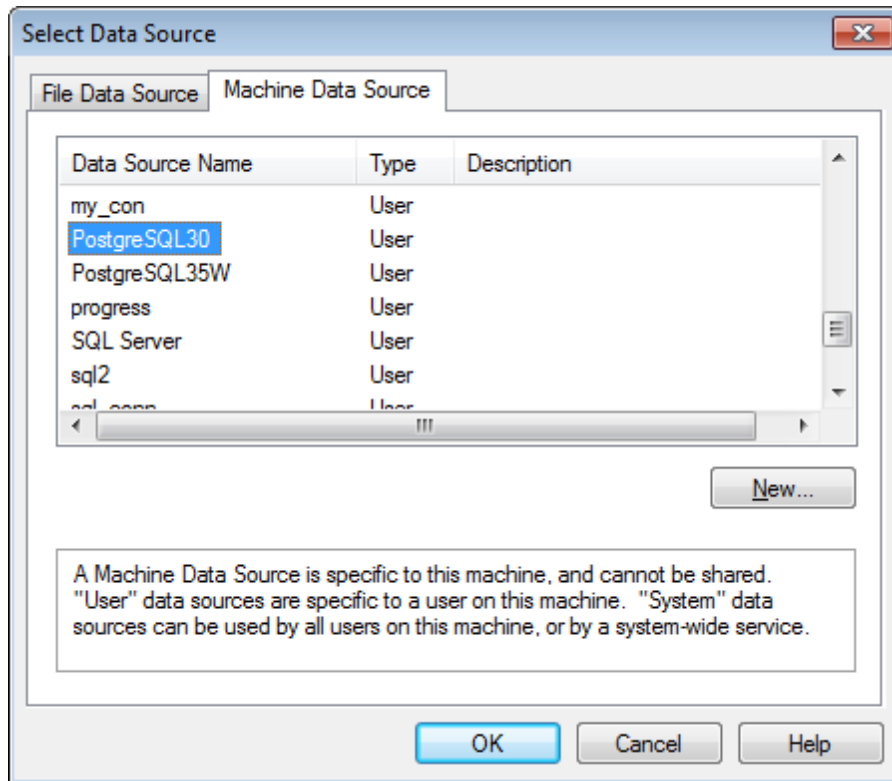 Select Data Source
File Data Source Machine Data Source
Data Source Name Type Description
my_con User
PostgreSQL30 User
PostgreSQL35W User
progress User
SQL Server User
sql2 User
sql_conn User
New...
A Machine Data Source is specific to this machine, and cannot be shared.
"User" data sources are specific to a user on this machine. "System" data
sources can be used by all users on this machine, or by a system-wide service.
OK Cancel Help